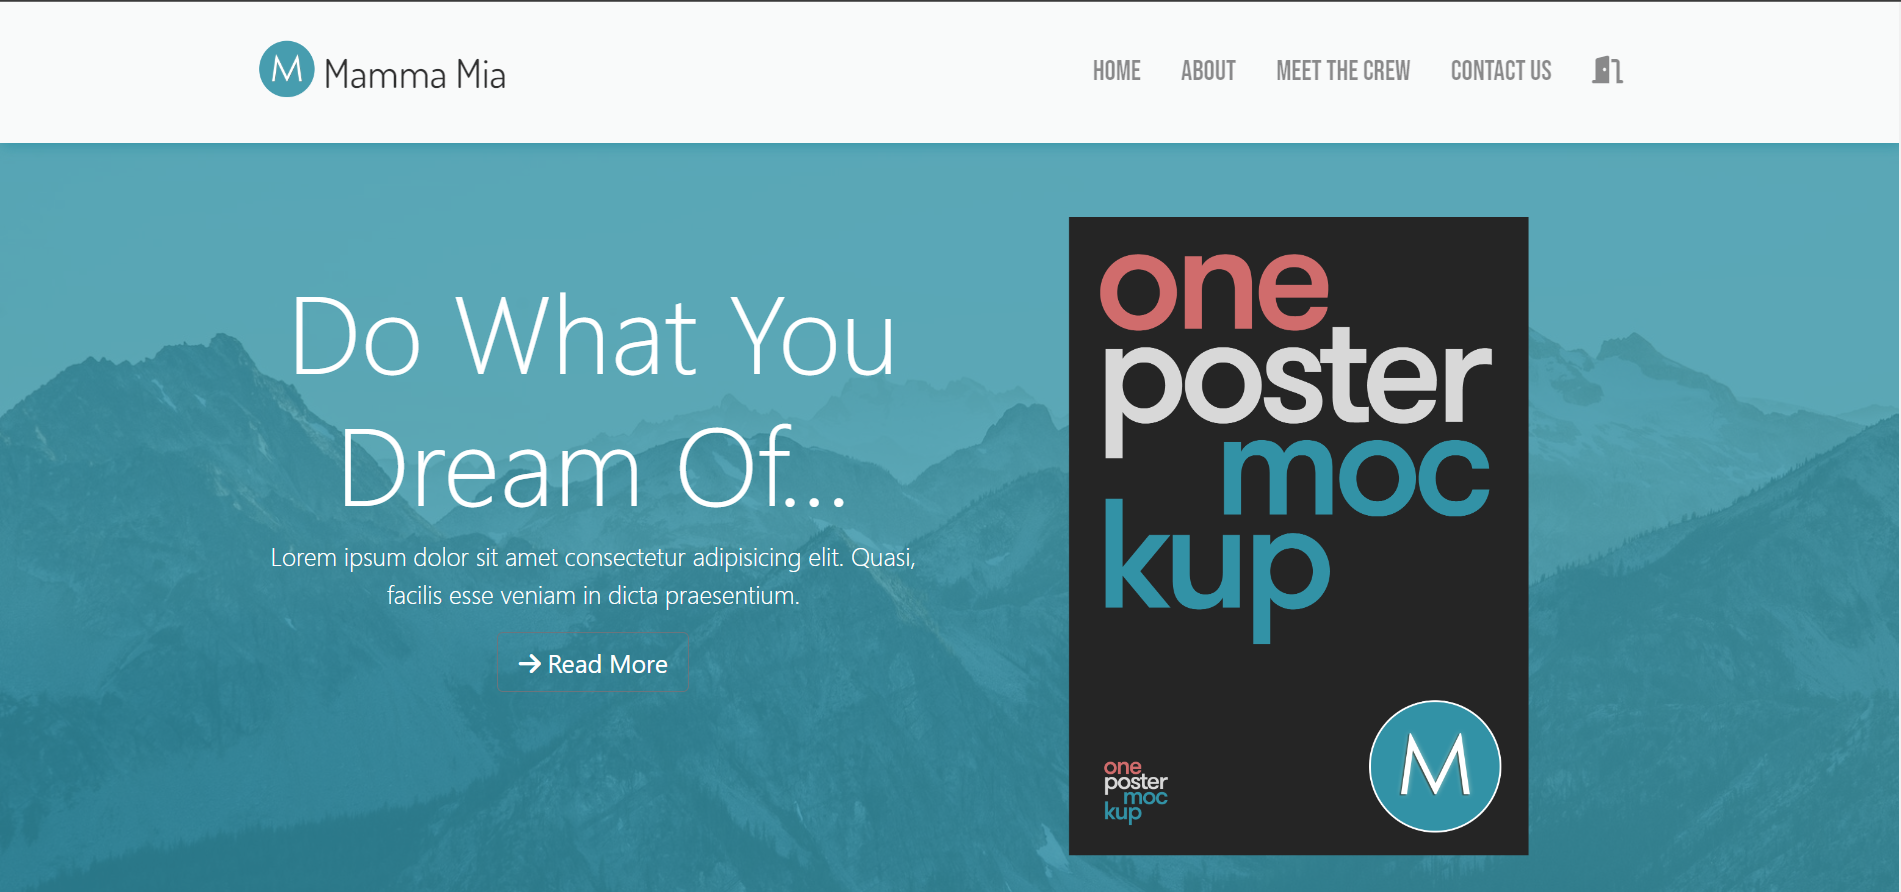 M Mamma Mia
HOME ABOUT MEET THE CREW CONTACT US
Do What You
Dream Of...
Lorem ipsum dolor sit amet consectetur adipisicing elit. Quasi,
facilis esse veniam in dicta praesentium.
Read More
one
poster
moc
kup
one
poster
moc
kup
M